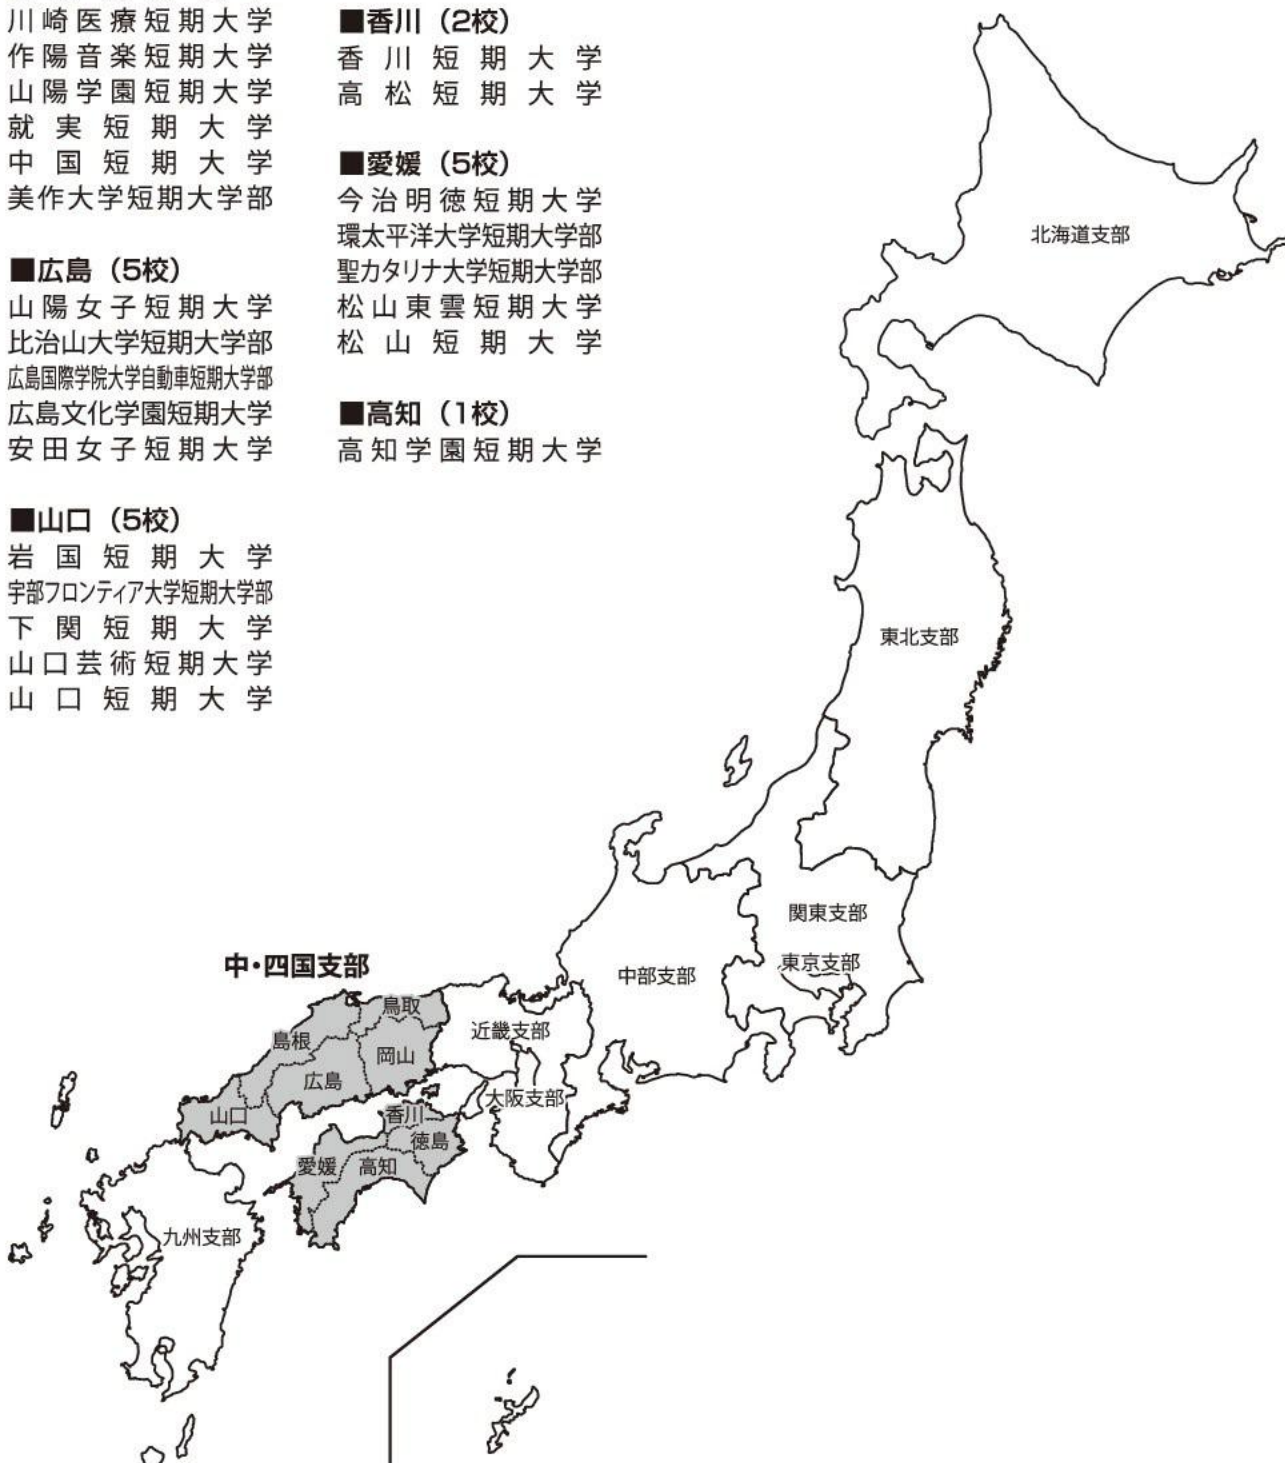 川崎医療短期大学
作陽音楽短期大学
山陽学園短期大学
就実短期大学
中国短期大学
美作大学短期大学部
■広島（5校）
山陽女子短期大学
比治山大学短期大学部
広島国際学院大学自動車短期大学部
広島文化学園短期大学
安田女子短期大学
■山口（5校）
岩国短期大学
宇部フロンティア大学短期大学部
下関短期大学
山口芸術短期大学
山口短期大学
■香川（2校）
香川短期大学
高松短期大学
■愛媛（5校）
今治明徳短期大学
環太平洋大学短期大学部
聖カタリナ大学短期大学部
松山東雲短期大学
松山短期大学
■高知（1校）
高知学園短期大学
北海道支部
東北支部
関東支部
東京支部
中部支部
中・四国支部
近畿支部
大阪支部
鳥取
島根
岡山
広島
山口
香川
徳島
愛媛
高知
九州支部